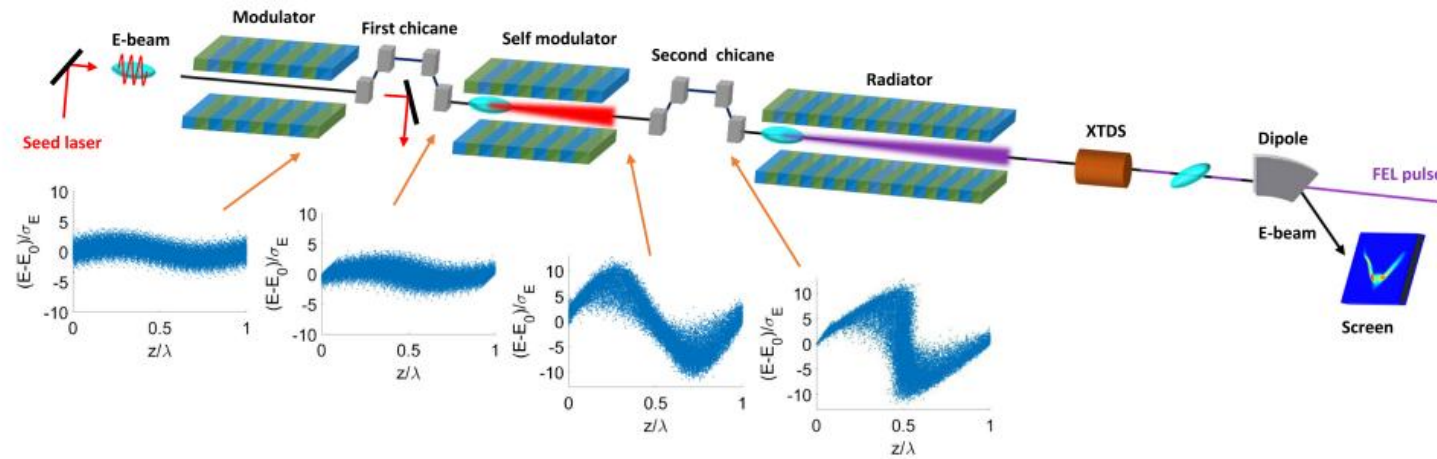 Modulator
First chicane
E-beam
Self modulator
Second chicane
Radiator
XTDS
Dipole
Seed laser
FEL pulse
E-beam
Screen
(E-E0)/σE
10
5
0
-5
-10
0
0.5
1
z/λ
(E-E0)/σE
10
5
0
-5
-10
0
0.5
1
z/λ
(E-E0)/σE
10
5
0
-5
-10
0
0.5
1
z/λ
(E-E0)/σE
10
5
0
-5
-10
0
0.5
1
z/λ